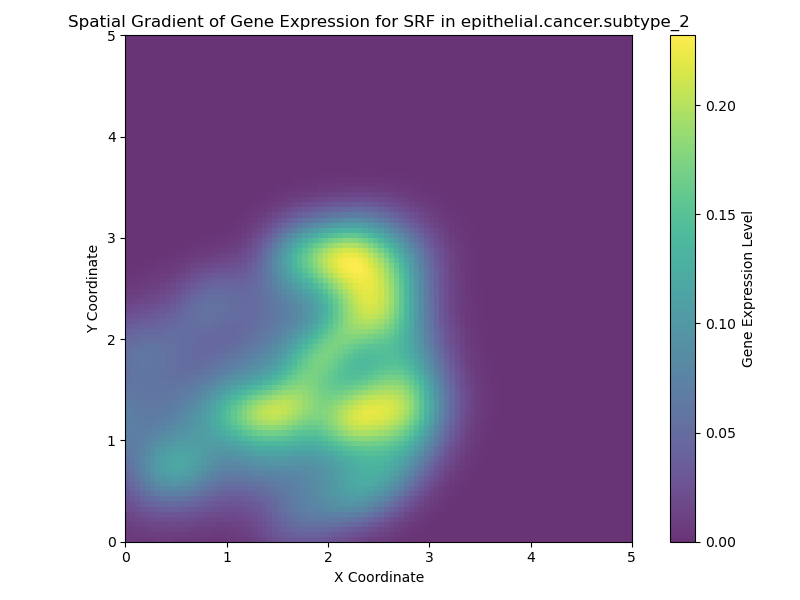 Spatial Gradient of Gene Expression for SRF in epithelial.cancer.subtype_2
5
4
3
2
1
0
0 1 2 3 4 5
Y Coordinate
X Coordinate
0.20
0.15
0.10
0.05
0.00
Gene Expression Level